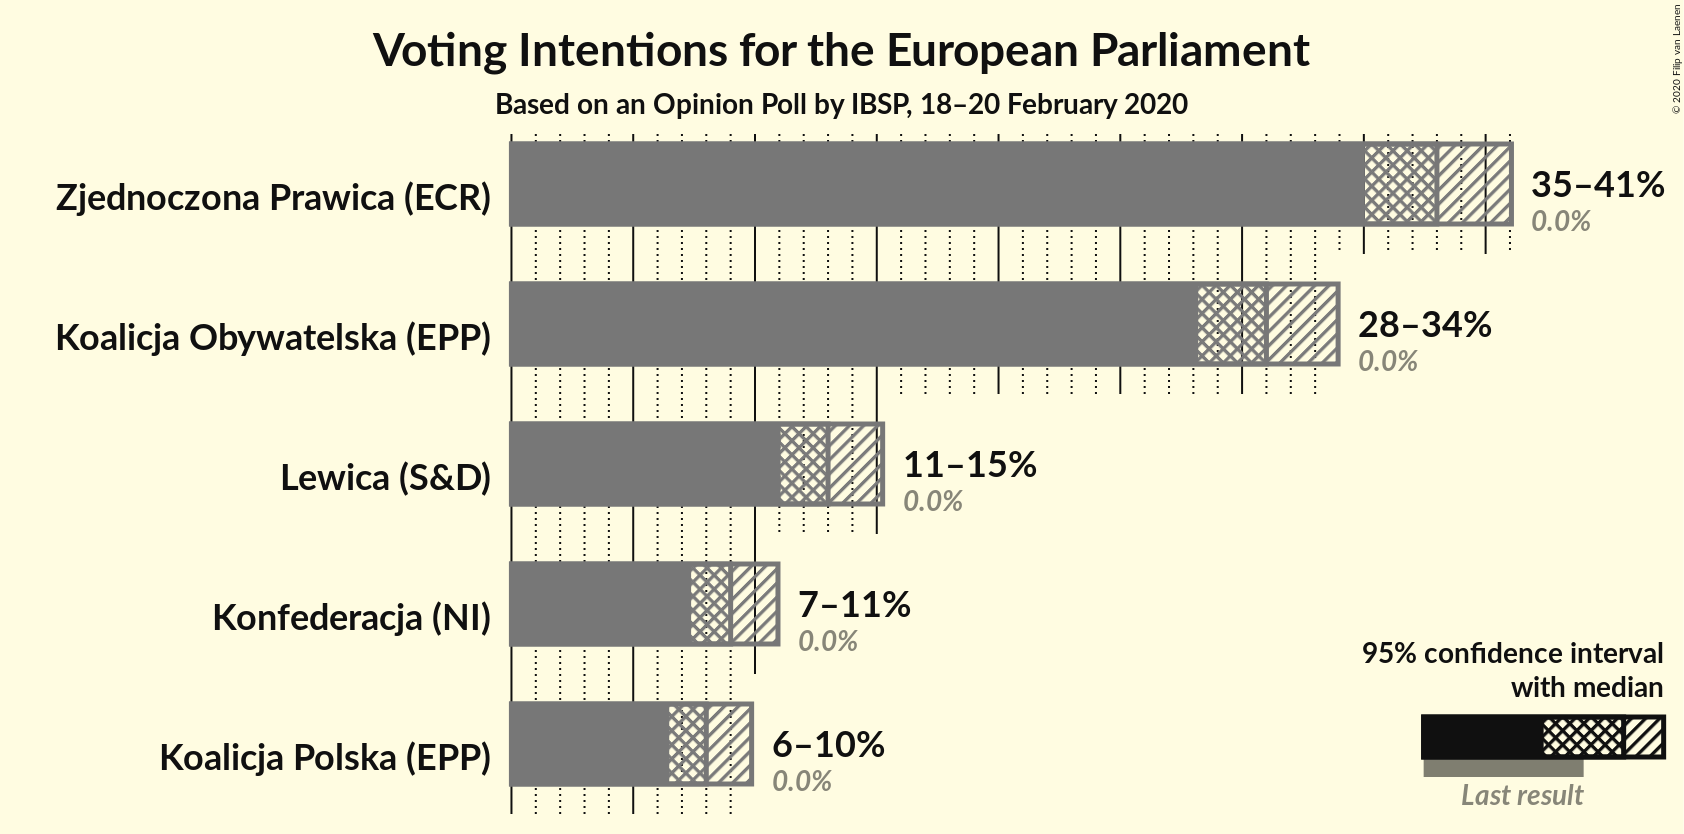 Voting Intentions for the European Parliament
Based on an Opinion Poll by IBSP, 18–20 February 2020
© 2020 Filip van Laenen
Zjednoczona Prawica (ECR)
35–41%
0.0%
Koalicja Obywatelska (EPP)
28–34%
0.0%
Lewica (S&D)
11–15%
0.0%
Konfederacja (NI)
7–11%
0.0%
Koalicja Polska (EPP)
6–10%
0.0%
95% confidence interval
with median
Last result